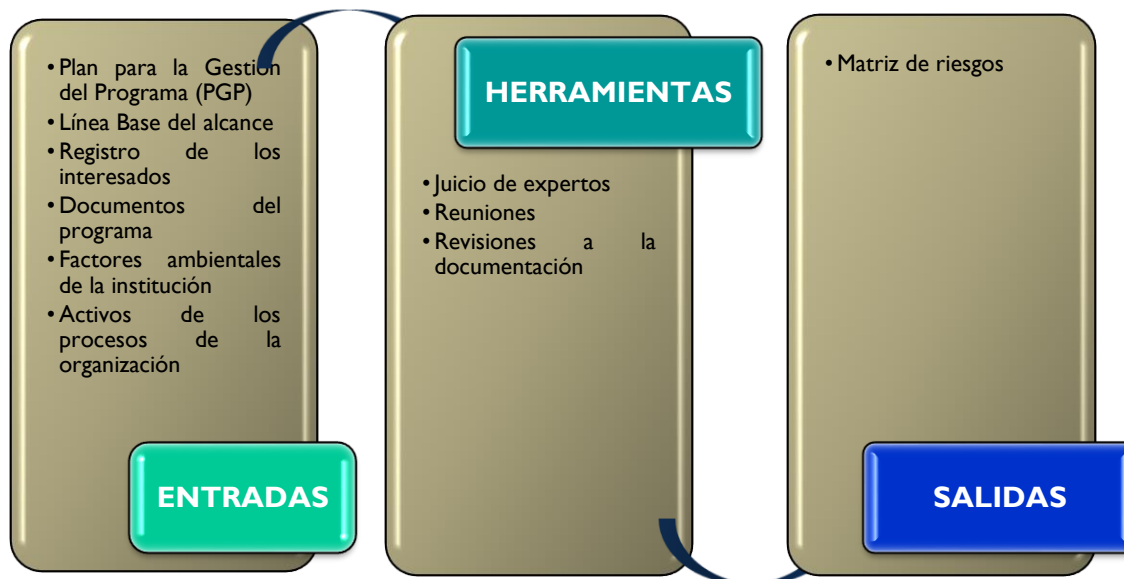 • Plan para la Gestión
del Programa (PGP)
• Línea Base del alcance
• Registro de los
interesados
• Documentos del
programa
• Factores ambientales
de la institución
• Activos de los
procesos de la
organización
ENTRADAS
HERRAMIENTAS
• Juicio de expertos
• Reuniones
• Revisiones a la
documentación
• Matriz de riesgos
SALIDAS